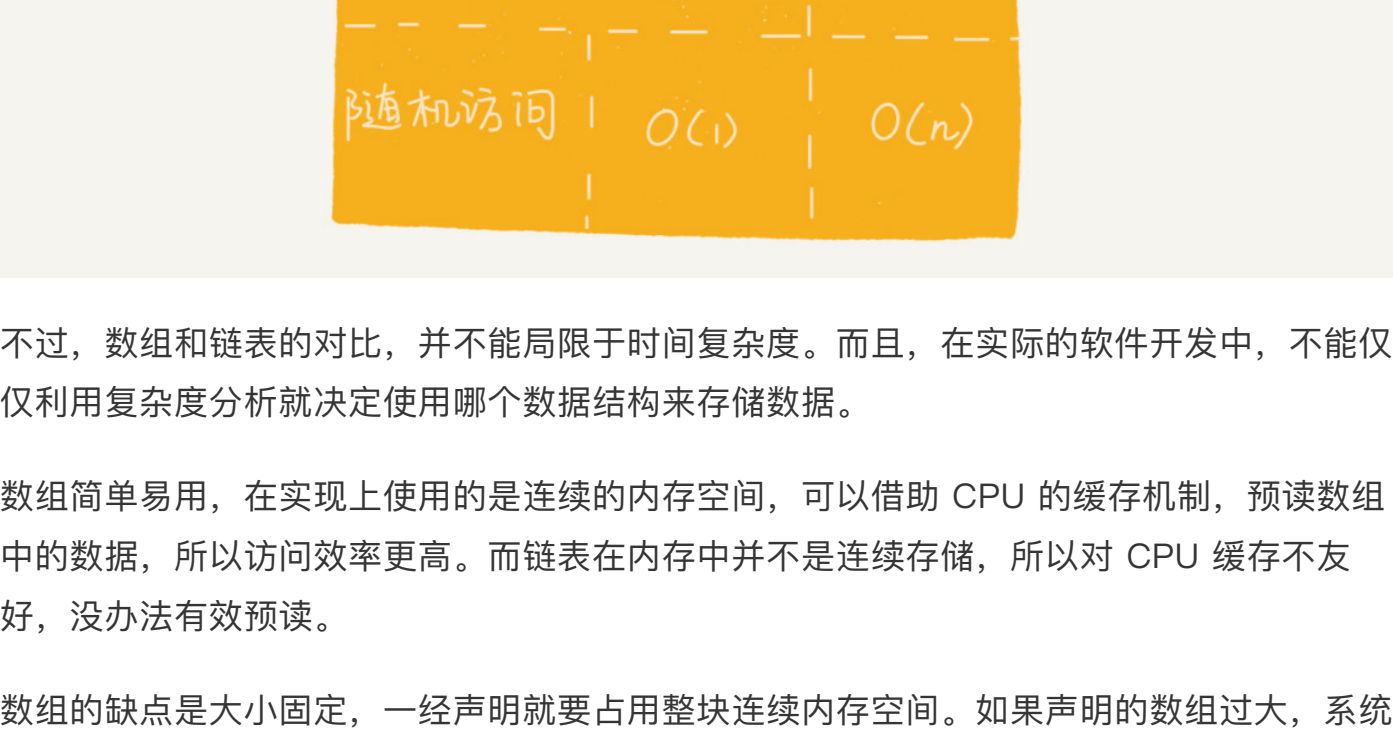 随机访问 O(1) O(n)
不过，数组和链表的对比，并不能局限于时间复杂度。而且，在实际的软件开发中，不能仅
仅利用复杂度分析就决定使用哪个数据结构来存储数据。
数组简单易用，在实现上使用的是连续的内存空间，可以借助 CPU 的缓存机制，预读数组
中的数据，所以访问效率更高。而链表在内存中并不是连续存储，所以对 CPU 缓存不友
好，没办法有效预读。
数组的缺点是大小固定，一经声明就要占用整块连续内存空间。如果声明的数组过大，系统